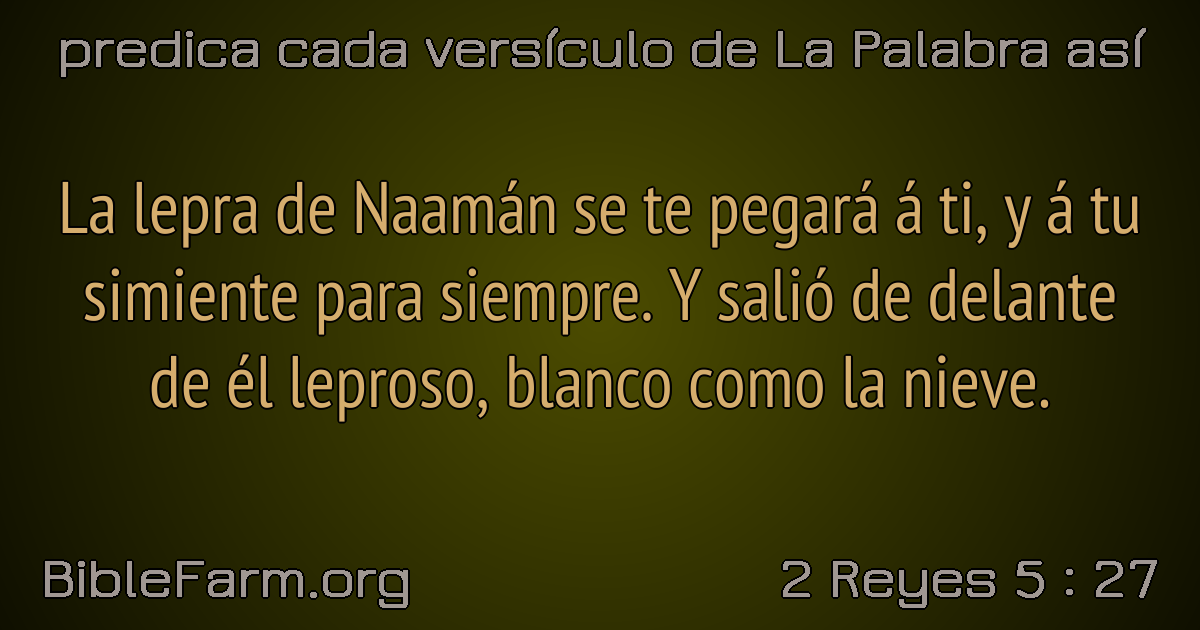 predica cada versículo de La Palabra así
La lepra de Naamán se te pegará á ti, y á tu
simiente para siempre. Y salió de delante
de él leproso, blanco como la nieve.
BibleFarm.org
2 Reyes 5 : 27